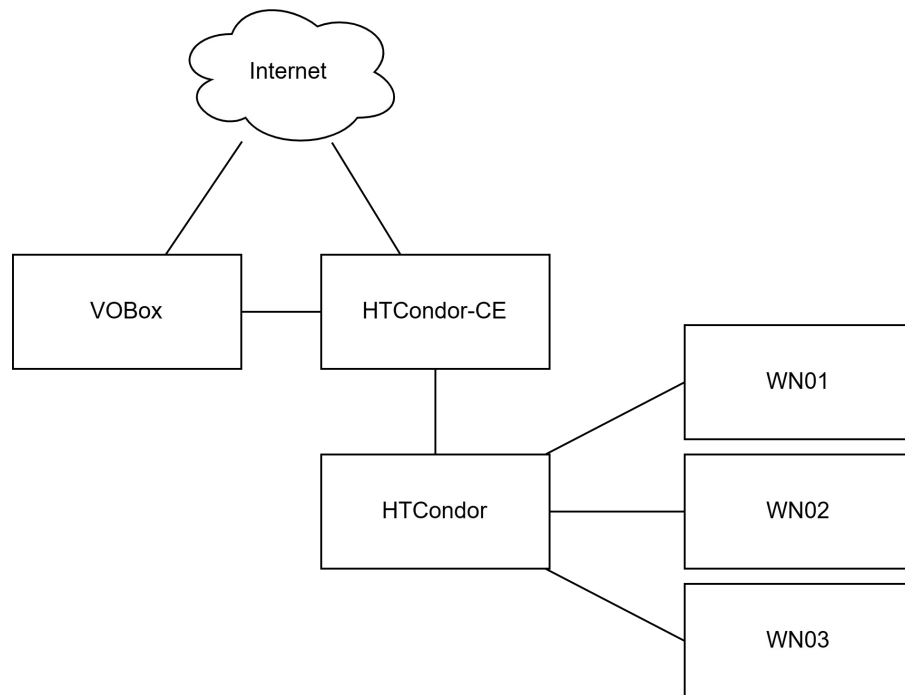 Internet
VOBox
HTCondor-CE
WN01
HTCondor
WN02
WN03